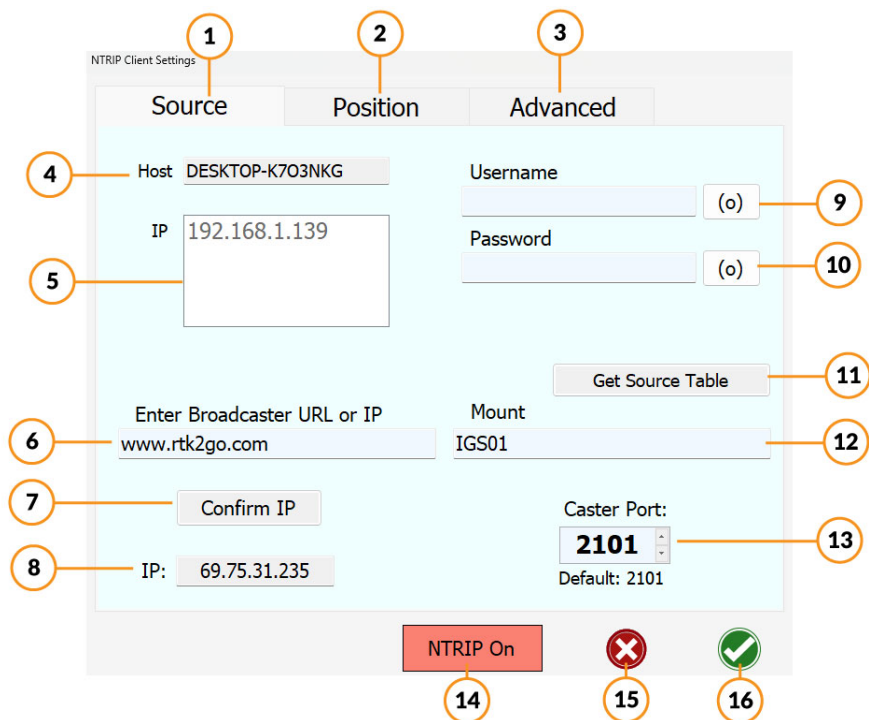 1
2
3
NTRIP Client Settings
Source
Position
Advanced
4
Host
DESKTOP-K7O3NKG
Username
(o)
9
5
IP
192.168.1.139
Password
(o)
10
Get Source Table
11
Enter Broadcaster URL or IP
Mount
6
www.rtk2go.com
IGS01
12
7
Confirm IP
Caster Port:
2101
13
8
IP:
69.75.31.235
Default: 2101
NTRIP On
14
15
16